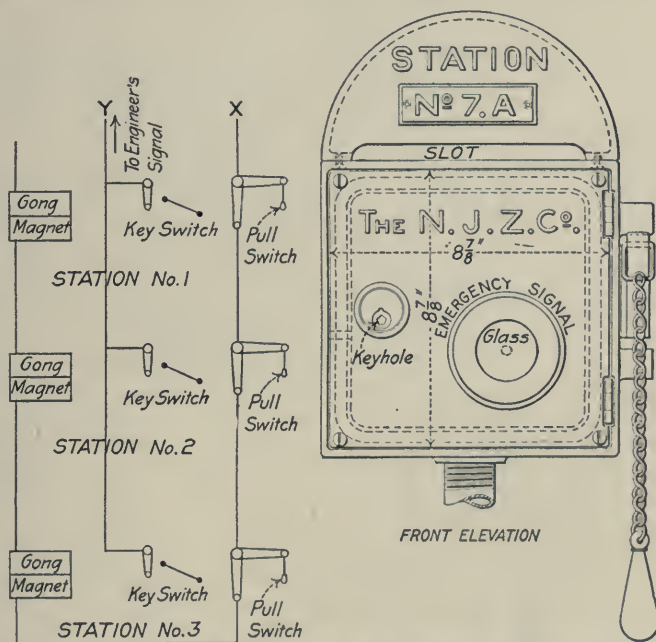 Y
To Engineer's
Signal
X
Gong
Magnet
Key Switch
Pull
Switch
STATION No.1
Gong
Magnet
Key Switch
Pull
Switch
STATION No.2
Gong
Magnet
Key Switch
Pull
Switch
STATION No.3
STATION
Nº 7. A
SLOT
THE N. J. Z. Cº.
8 7/8"
8 7/8"
EMERGENCY SIGNAL
Glass
Keyhole
FRONT ELEVATION